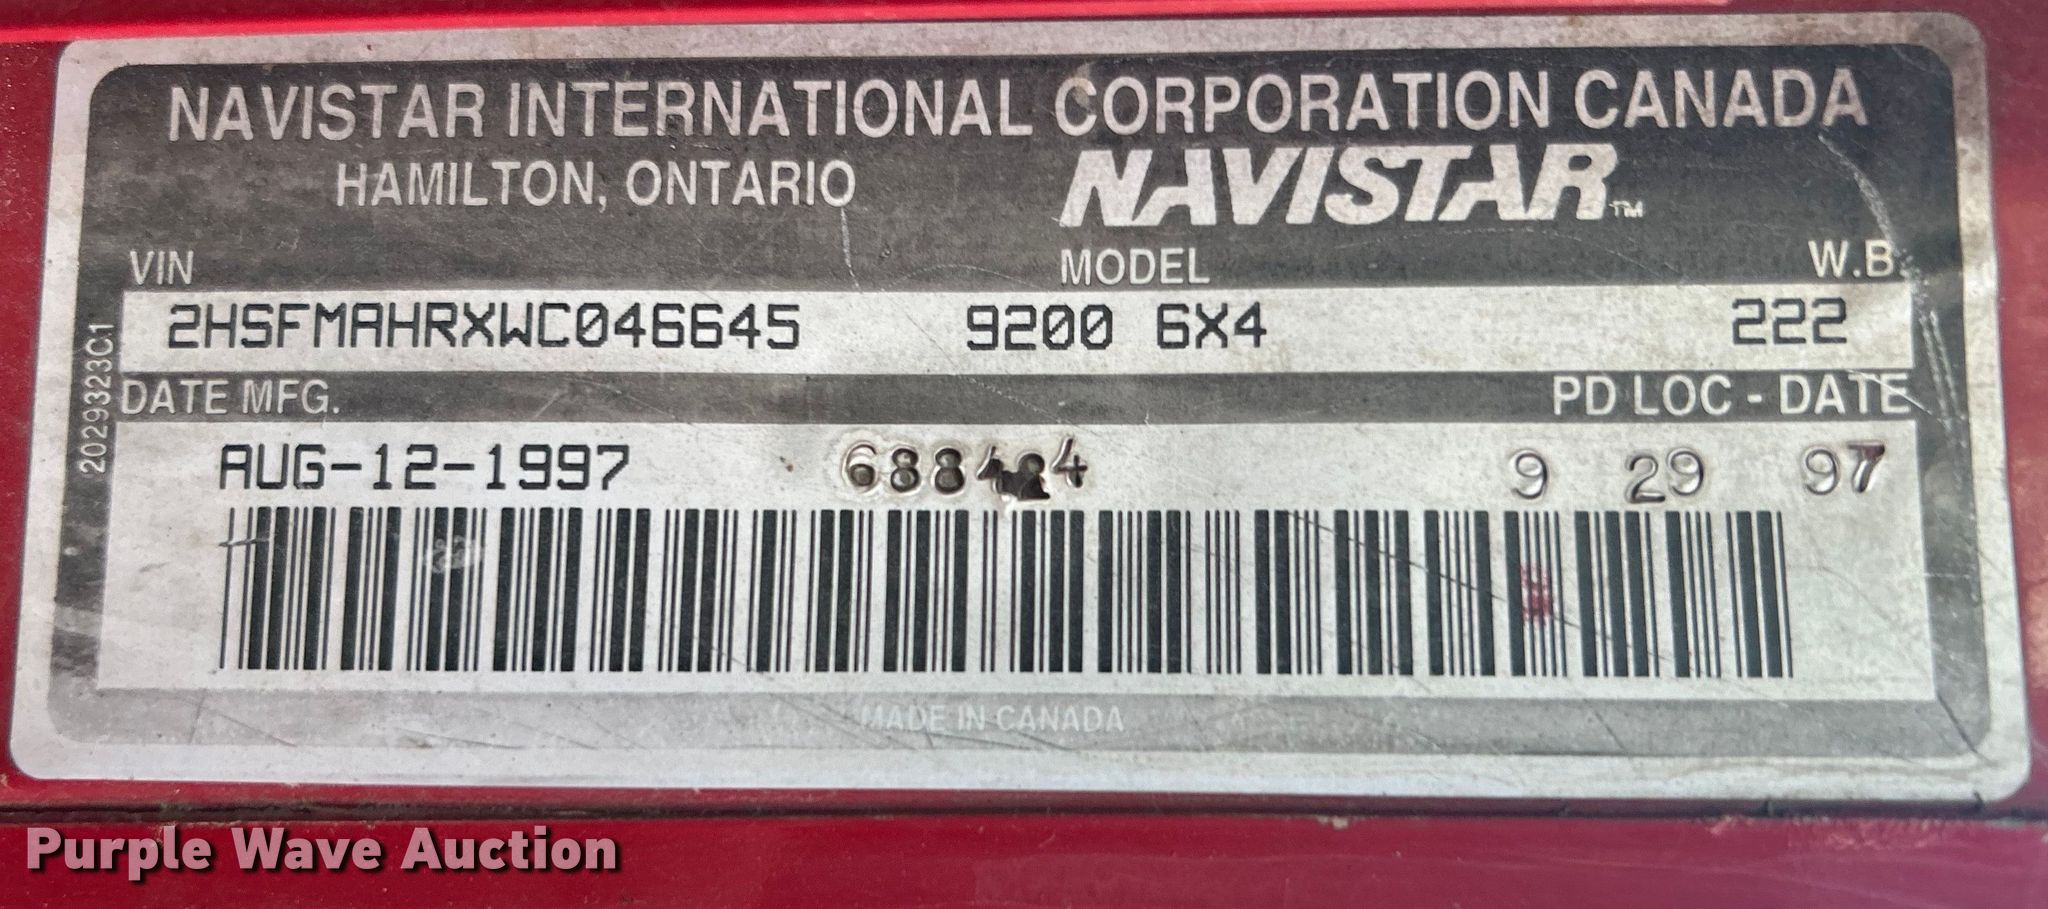 NAVISTAR INTERNATIONAL CORPORATION CANADA
HAMILTON, ONTARIO NAVISTAR™
VIN MODEL W.B.
2HSFMAHRXWC046645 9200 6X4 222
2029323C1
DATE MFG. PD LOC - DATE
AUG-12-1997 9 29 97
MADE IN CANADA
Purple Wave Auction